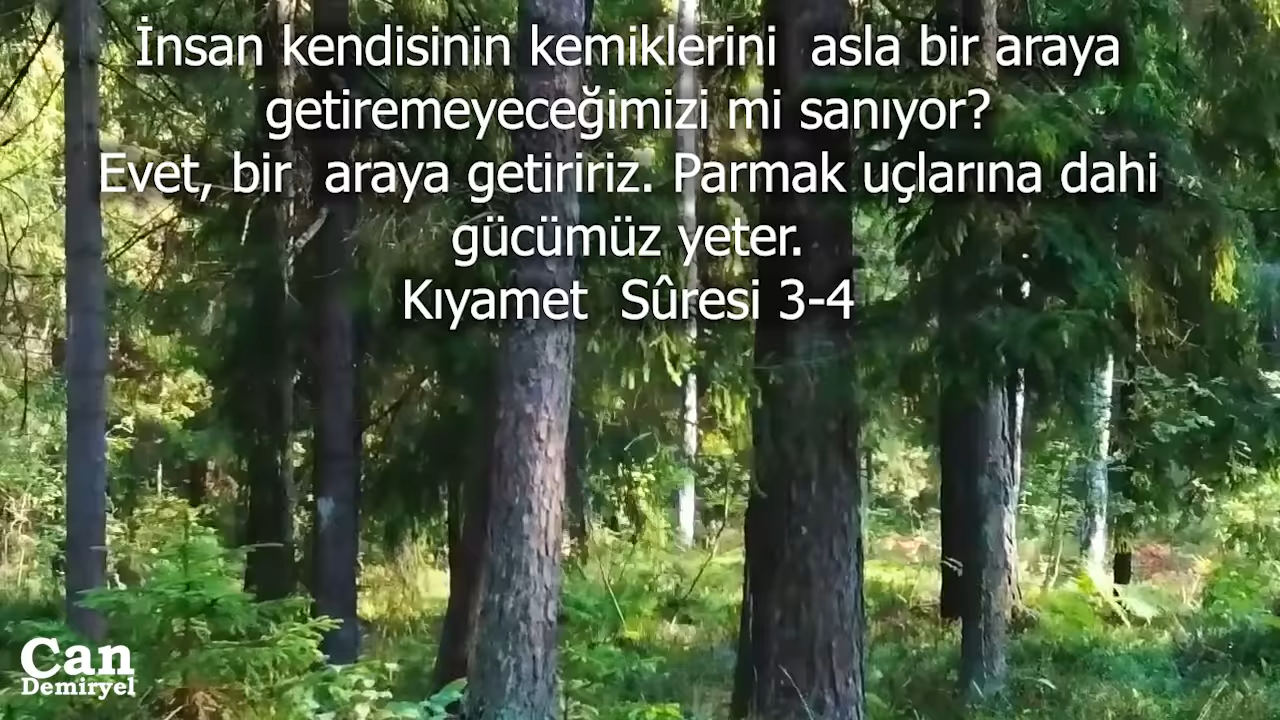 İnsan kendisinin kemiklerini asla bir araya
getiremeyeceğimizi mi sanıyor?
Evet, bir araya getiririz. Parmak uçlarına dahi
gücümüz yeter.
Kıyamet Sûresi 3-4
Can
Demiryel